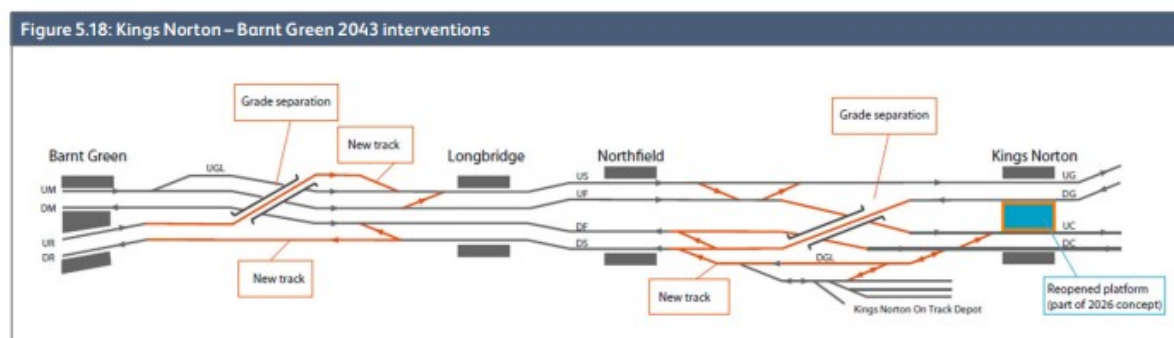 Figure 5.18: Kings Norton – Barnt Green 2043 interventions
Grade separation
New track
Grade separation
Barnt Green
Longbridge
Northfield
Kings Norton
UGL
US
UG
UM
UF
DG
DM
DF
UC
UR
DS
DGL
DC
DR
New track
New track
Kings Norton On Track Depot
Reopened platform
(part of 2026 concept)